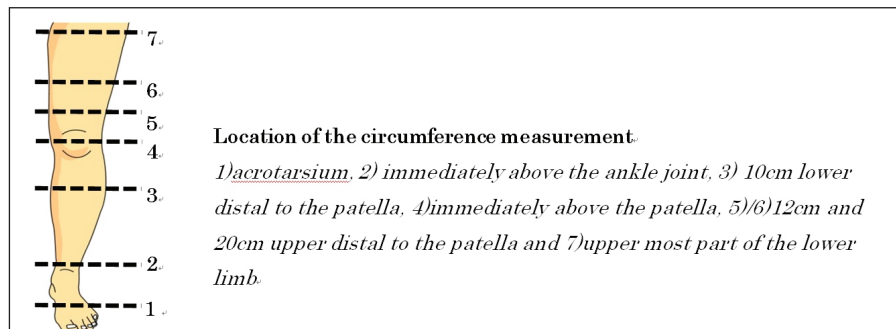 7
6
5
4
3
2
1
Location of the circumference measurement
1)acrotarsium, 2) immediately above the ankle joint, 3) 10cm lower
distal to the patella, 4)immediately above the patella, 5)/6)12cm and
20cm upper distal to the patella and 7)upper most part of the lower
limb